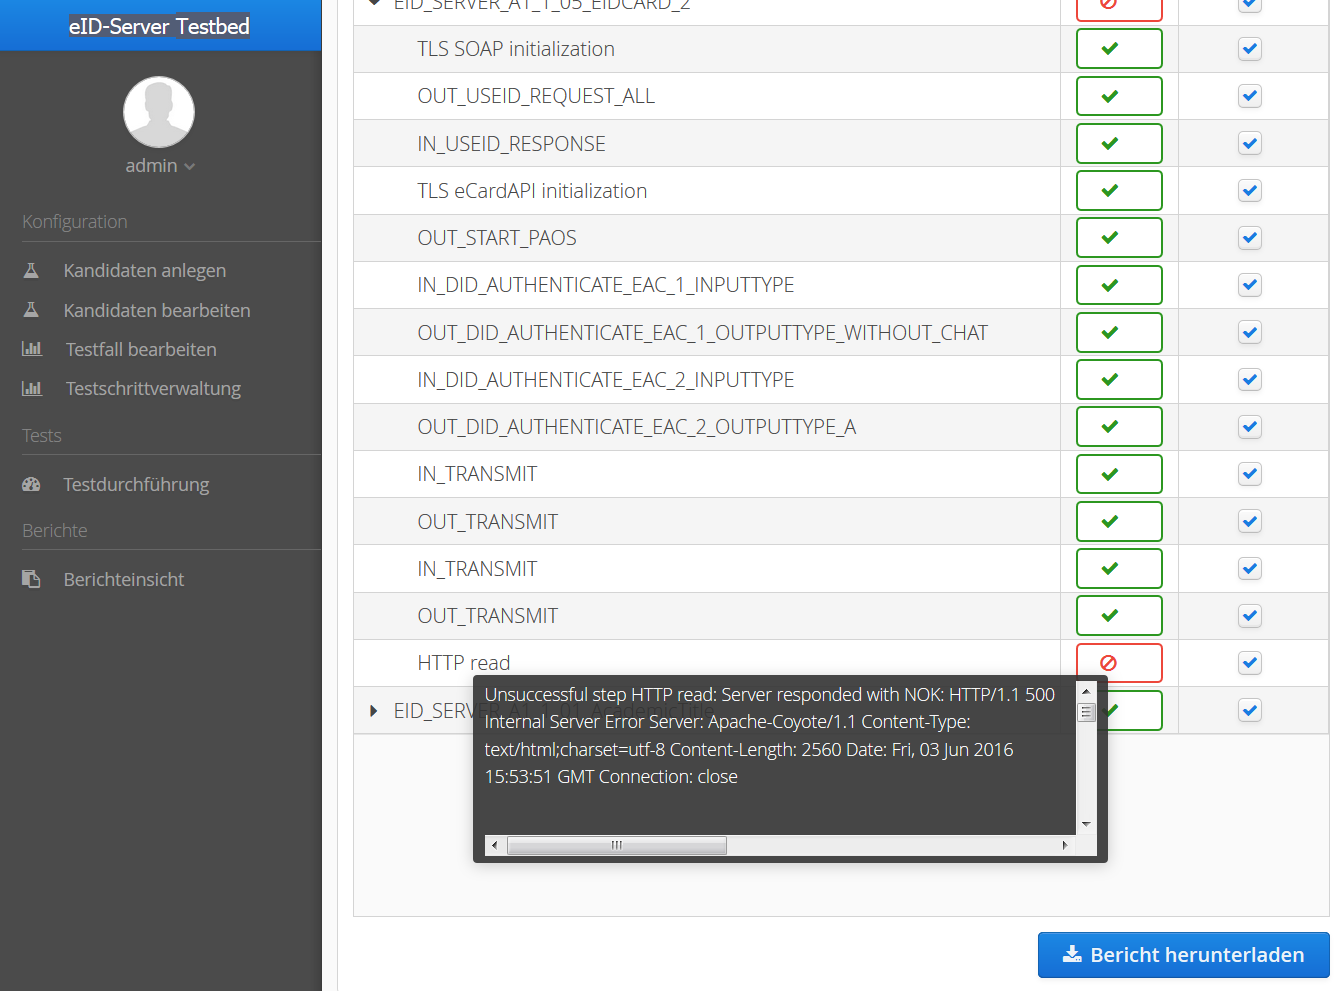 eID-Server Testbed
admin
Konfiguration
Kandidaten anlegen
Kandidaten bearbeiten
Testfall bearbeiten
Testschrittverwaltung
Tests
Testdurchführung
Berichte
Berichteinsicht
EID_SERVER_A1_1_05_EIDCARD_2
TLS SOAP initialization
OUT_USEID_REQUEST_ALL
IN_USEID_RESPONSE
TLS eCardAPI initialization
OUT_START_PAOS
IN_DID_AUTHENTICATE_EAC_1_INPUTTYPE
OUT_DID_AUTHENTICATE_EAC_1_OUTPUTTYPE_WITHOUT_CHAT
IN_DID_AUTHENTICATE_EAC_2_INPUTTYPE
OUT_DID_AUTHENTICATE_EAC_2_OUTPUTTYPE_A
IN_TRANSMIT
OUT_TRANSMIT
IN_TRANSMIT
OUT_TRANSMIT
HTTP read
EID_SERVER_A1_1_01_AcademicTitle
Unsuccessful step HTTP read: Server responded with NOK: HTTP/1.1 500
Internal Server Error Server: Apache-Coyote/1.1 Content-Type:
text/html;charset=utf-8 Content-Length: 2560 Date: Fri, 03 Jun 2016
15:53:51 GMT Connection: close
Bericht herunterladen